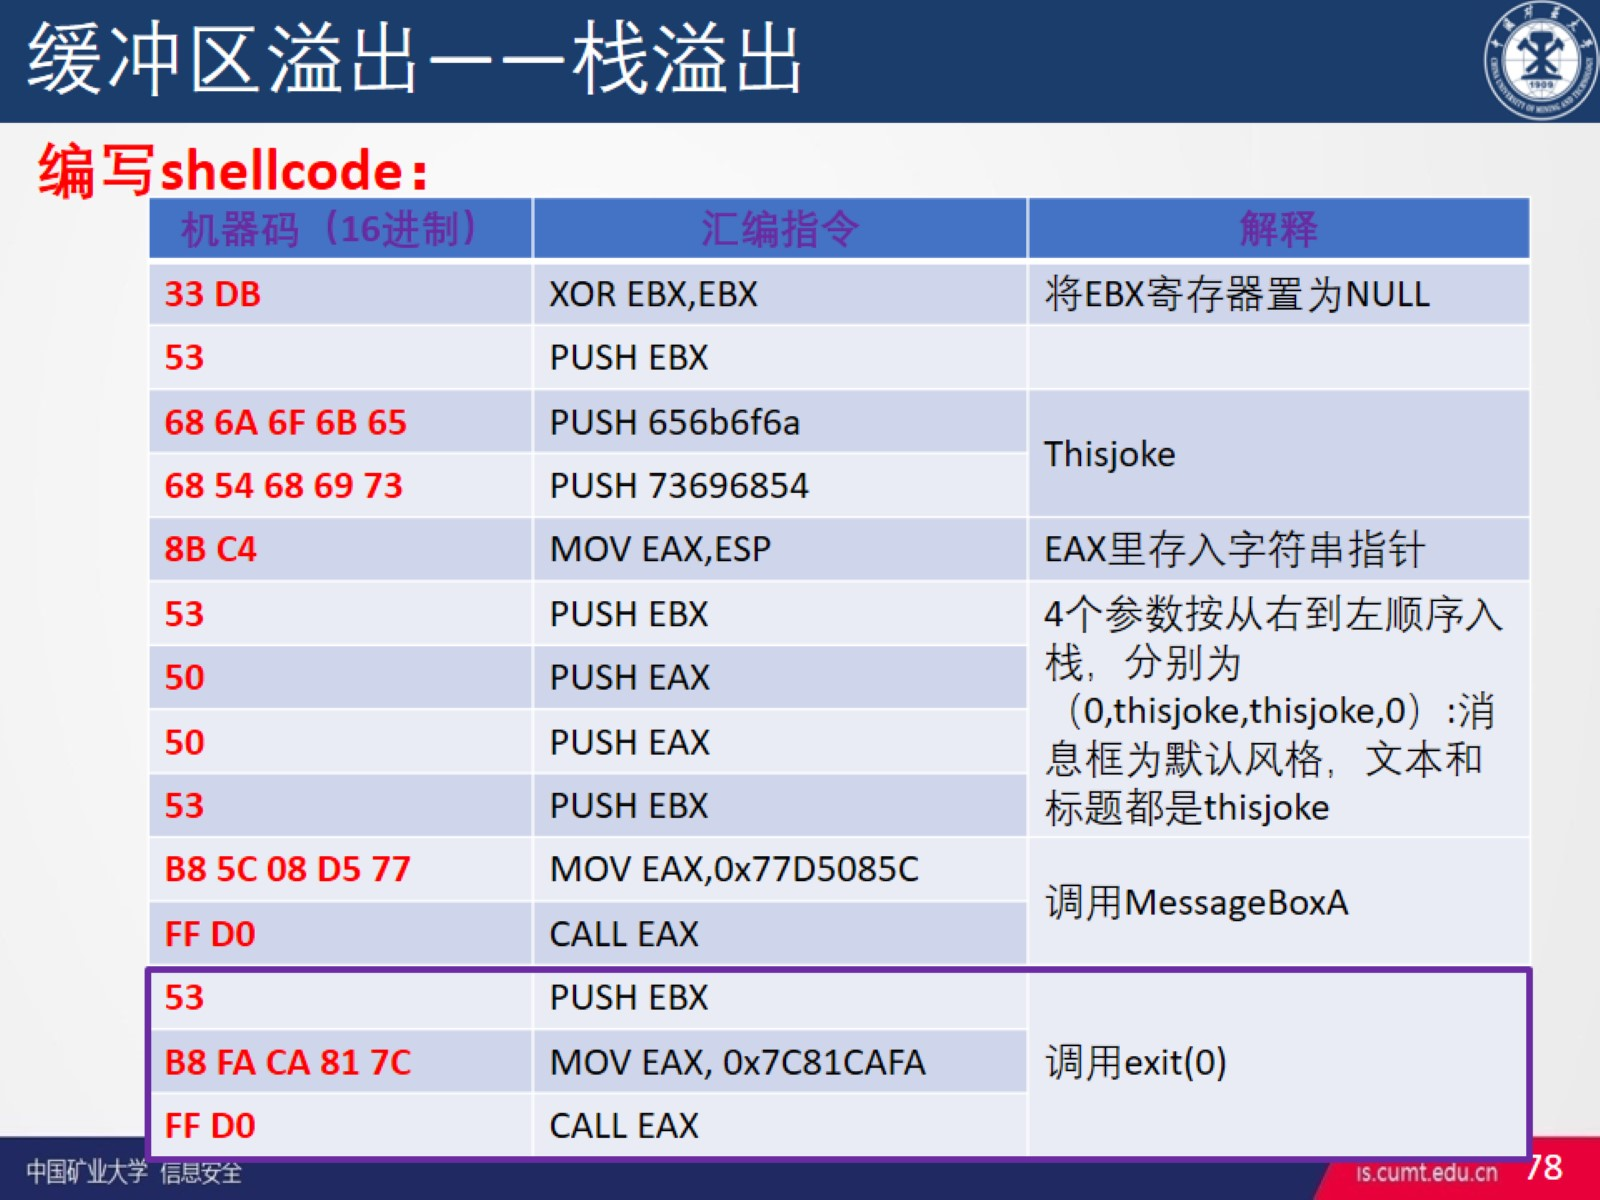 缓冲区溢出——栈溢出
编写shellcode：
机器码（16进制） 汇编指令 解释
33 DB XOR EBX,EBX 将EBX寄存器置为NULL
53 PUSH EBX
68 6A 6F 6B 65 PUSH 656b6f6a
Thisjoke
68 54 68 69 73 PUSH 73696854
8B C4 MOV EAX,ESP EAX里存入字符串指针
53 PUSH EBX
50 PUSH EAX
50 PUSH EAX
53 PUSH EBX
4个参数按从右到左顺序入
栈，分别为
（0,thisjoke,thisjoke,0）:消
息框为默认风格，文本和
标题都是thisjoke
B8 5C 08 D5 77 MOV EAX,0x77D5085C
调用MessageBoxA
FF D0 CALL EAX
53 PUSH EBX
B8 FA CA 81 7C MOV EAX, 0x7C81CAFA 调用exit(0)
FF D0 CALL EAX
中国矿业大学 信息安全
is.cumt.edu.cn 78
1909